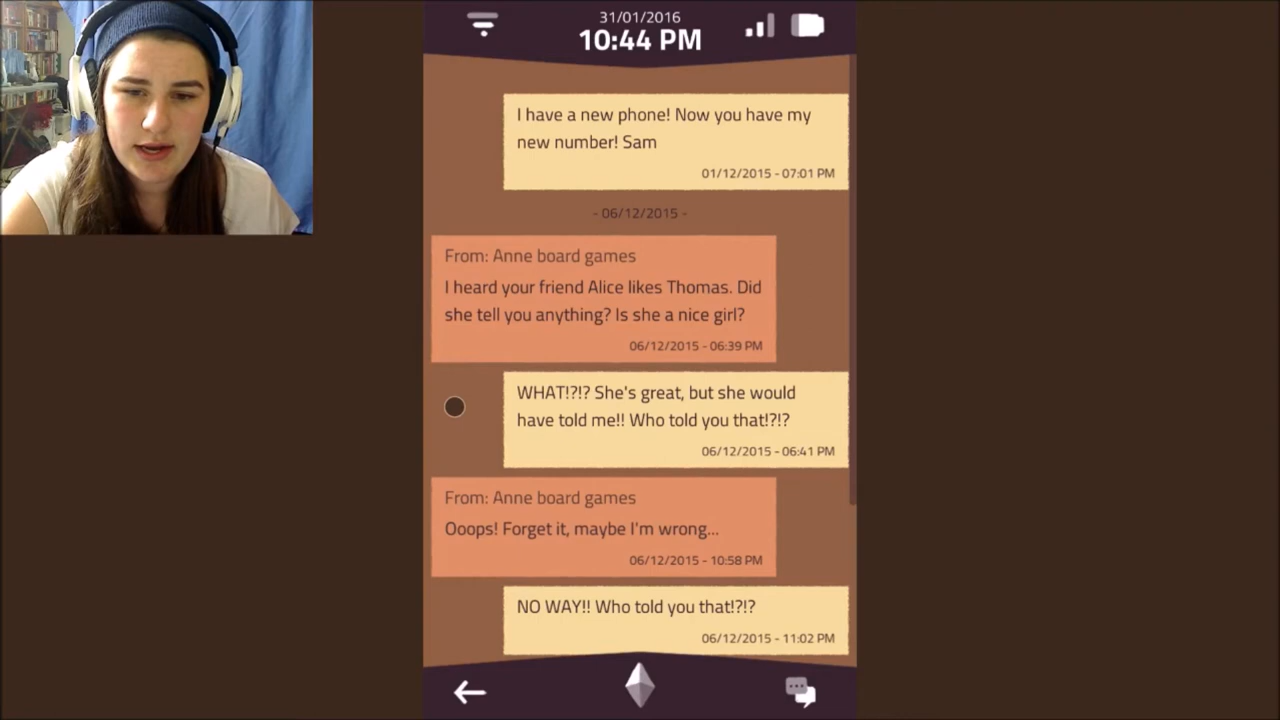 31/01/2016
10:44 PM
I have a new phone! Now you have my
new number! Sam
01/12/2015 - 07:01 PM
- 06/12/2015 -
From: Anne board games
I heard your friend Alice likes Thomas. Did
she tell you anything? Is she a nice girl?
06/12/2015 - 06:39 PM
WHAT!?!? She's great, but she would
have told me!! Who told you that!?!?
06/12/2015 - 06:41 PM
From: Anne board games
Ooops! Forget it, maybe I'm wrong...
06/12/2015 - 10:58 PM
NO WAY!! Who told you that!?!?
06/12/2015 - 11:02 PM